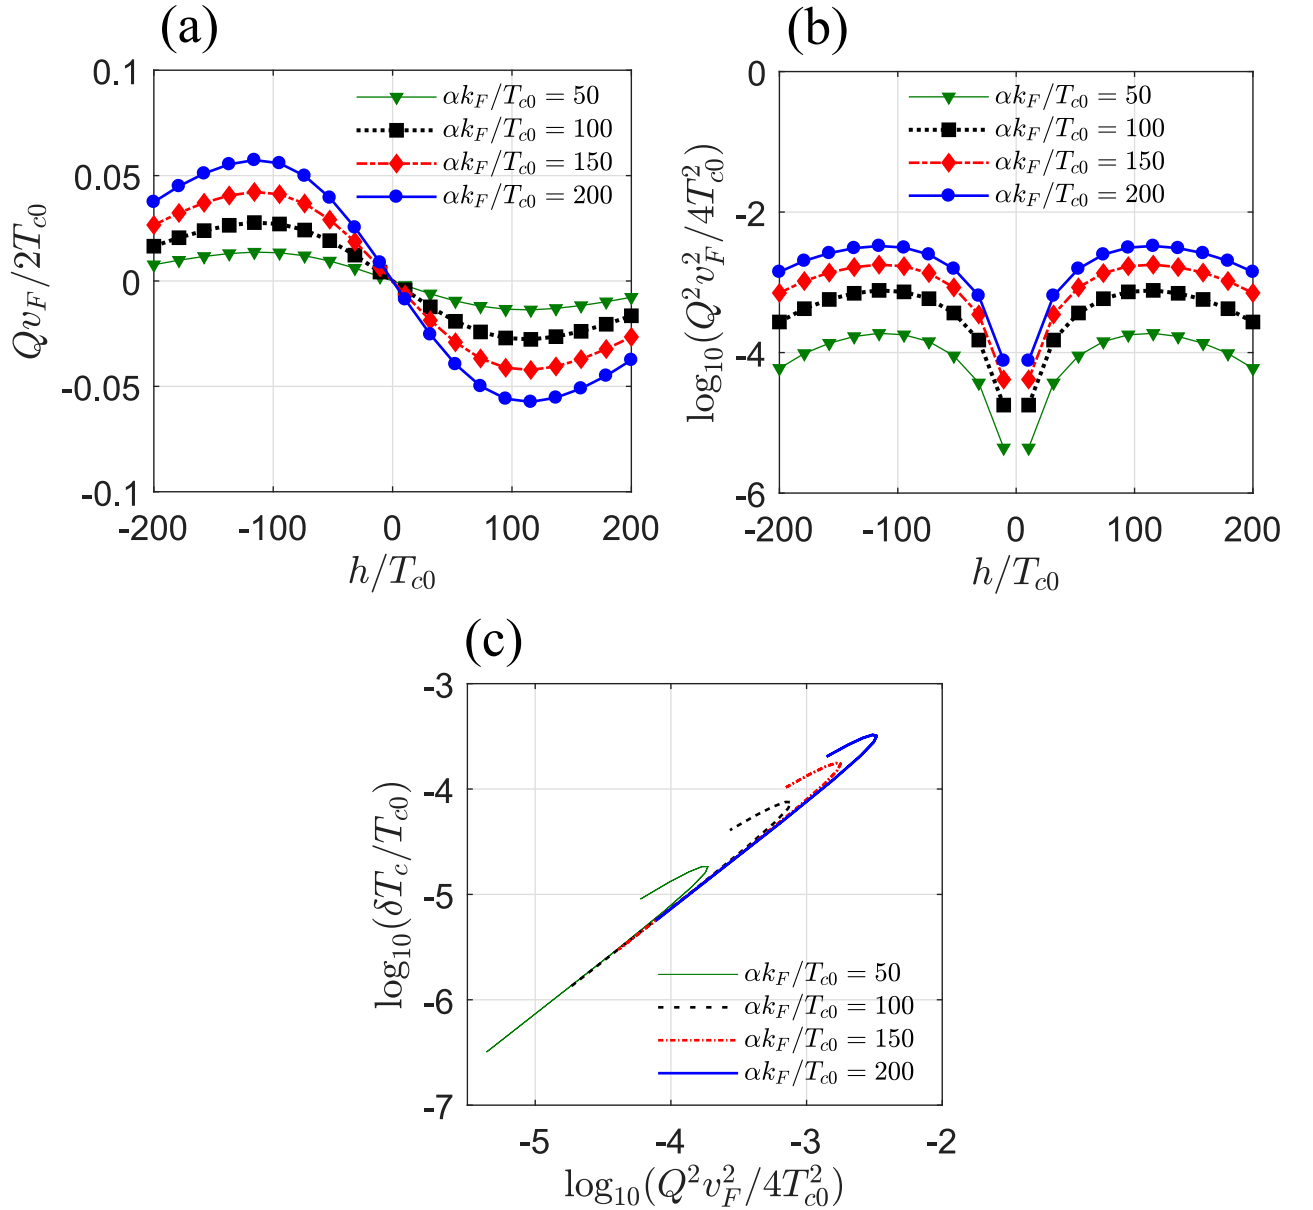 (a)
0.1
0.05
0
-0.05
-0.1
Qv_F/2T_{c0}
αk_F/T_{c0} = 50
αk_F/T_{c0} = 100
αk_F/T_{c0} = 150
αk_F/T_{c0} = 200
-200 -100 0 100 200
h/T_{c0}
(b)
0
-2
-4
-6
log_{10}(Q^2v_F^2/4T_{c0}^2)
αk_F/T_{c0} = 50
αk_F/T_{c0} = 100
αk_F/T_{c0} = 150
αk_F/T_{c0} = 200
-200 -100 0 100 200
h/T_{c0}
(c)
-3
-4
-5
-6
-7
log_{10}(δT_c/T_{c0})
αk_F/T_{c0} = 50
αk_F/T_{c0} = 100
αk_F/T_{c0} = 150
αk_F/T_{c0} = 200
-5 -4 -3 -2
log_{10}(Q^2v_F^2/4T_{c0}^2)